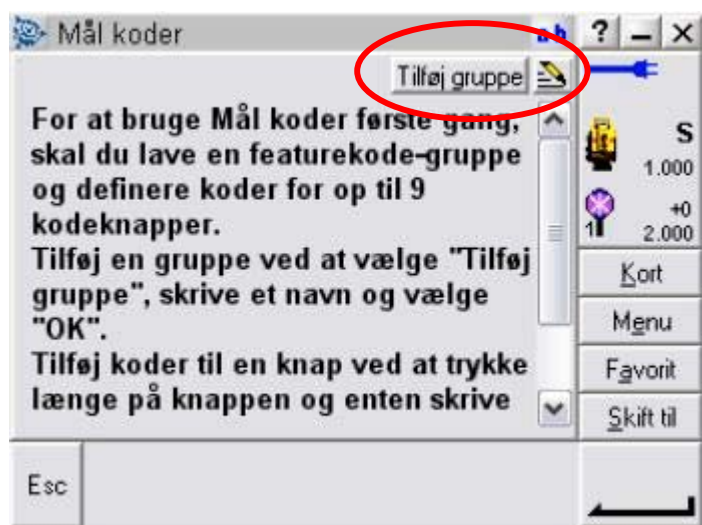 Mål koder
?
Tilføj gruppe
For at bruge Mål koder første gang,
skal du lave en featurekode-gruppe
og definere koder for op til 9
kodeknapper.
Tilføj en gruppe ved at vælge "Tilføj
gruppe", skrive et navn og vælge
"OK".
Tilføj koder til en knap ved at trykke
længe på knappen og enten skrive
S
1.000
+0
1
2.000
Kort
Menu
Favorit
Skift til
Esc